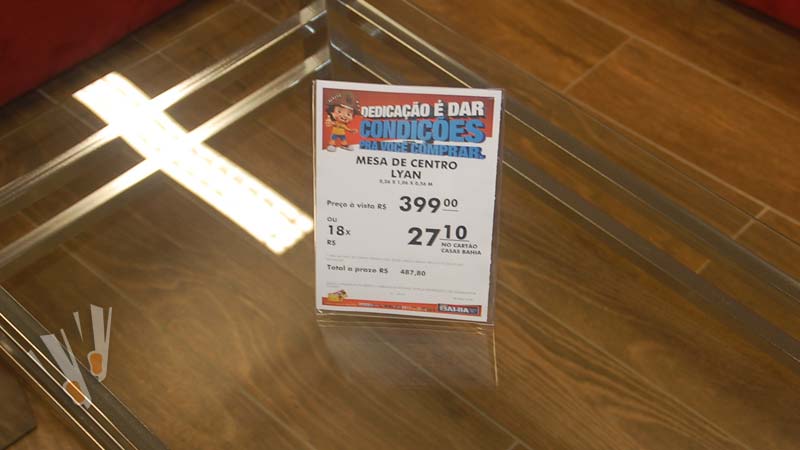 DEDICAÇÃO É DAR
CONDIÇÕES
PRA VOCÊ COMPRAR.
MESA DE CENTRO
LYAN
Preço à vista R$ 399 00
ou
18x 27 10
R$ NO CARTÃO
CASAS BAHIA
Total a prazo R$ 487,80